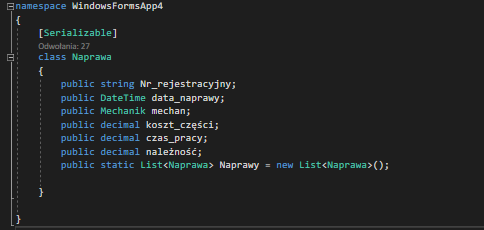 namespace WindowsFormsApp4
{
[Serializable]
Odwołania: 27
class Naprawa
{
public string Nr_rejestracyjny;
public DateTime data_naprawy;
public Mechanik mechan;
public decimal koszt_części;
public decimal czas_pracy;
public decimal należność;
public static List<Naprawa> Naprawy = new List<Naprawa>();
}
}